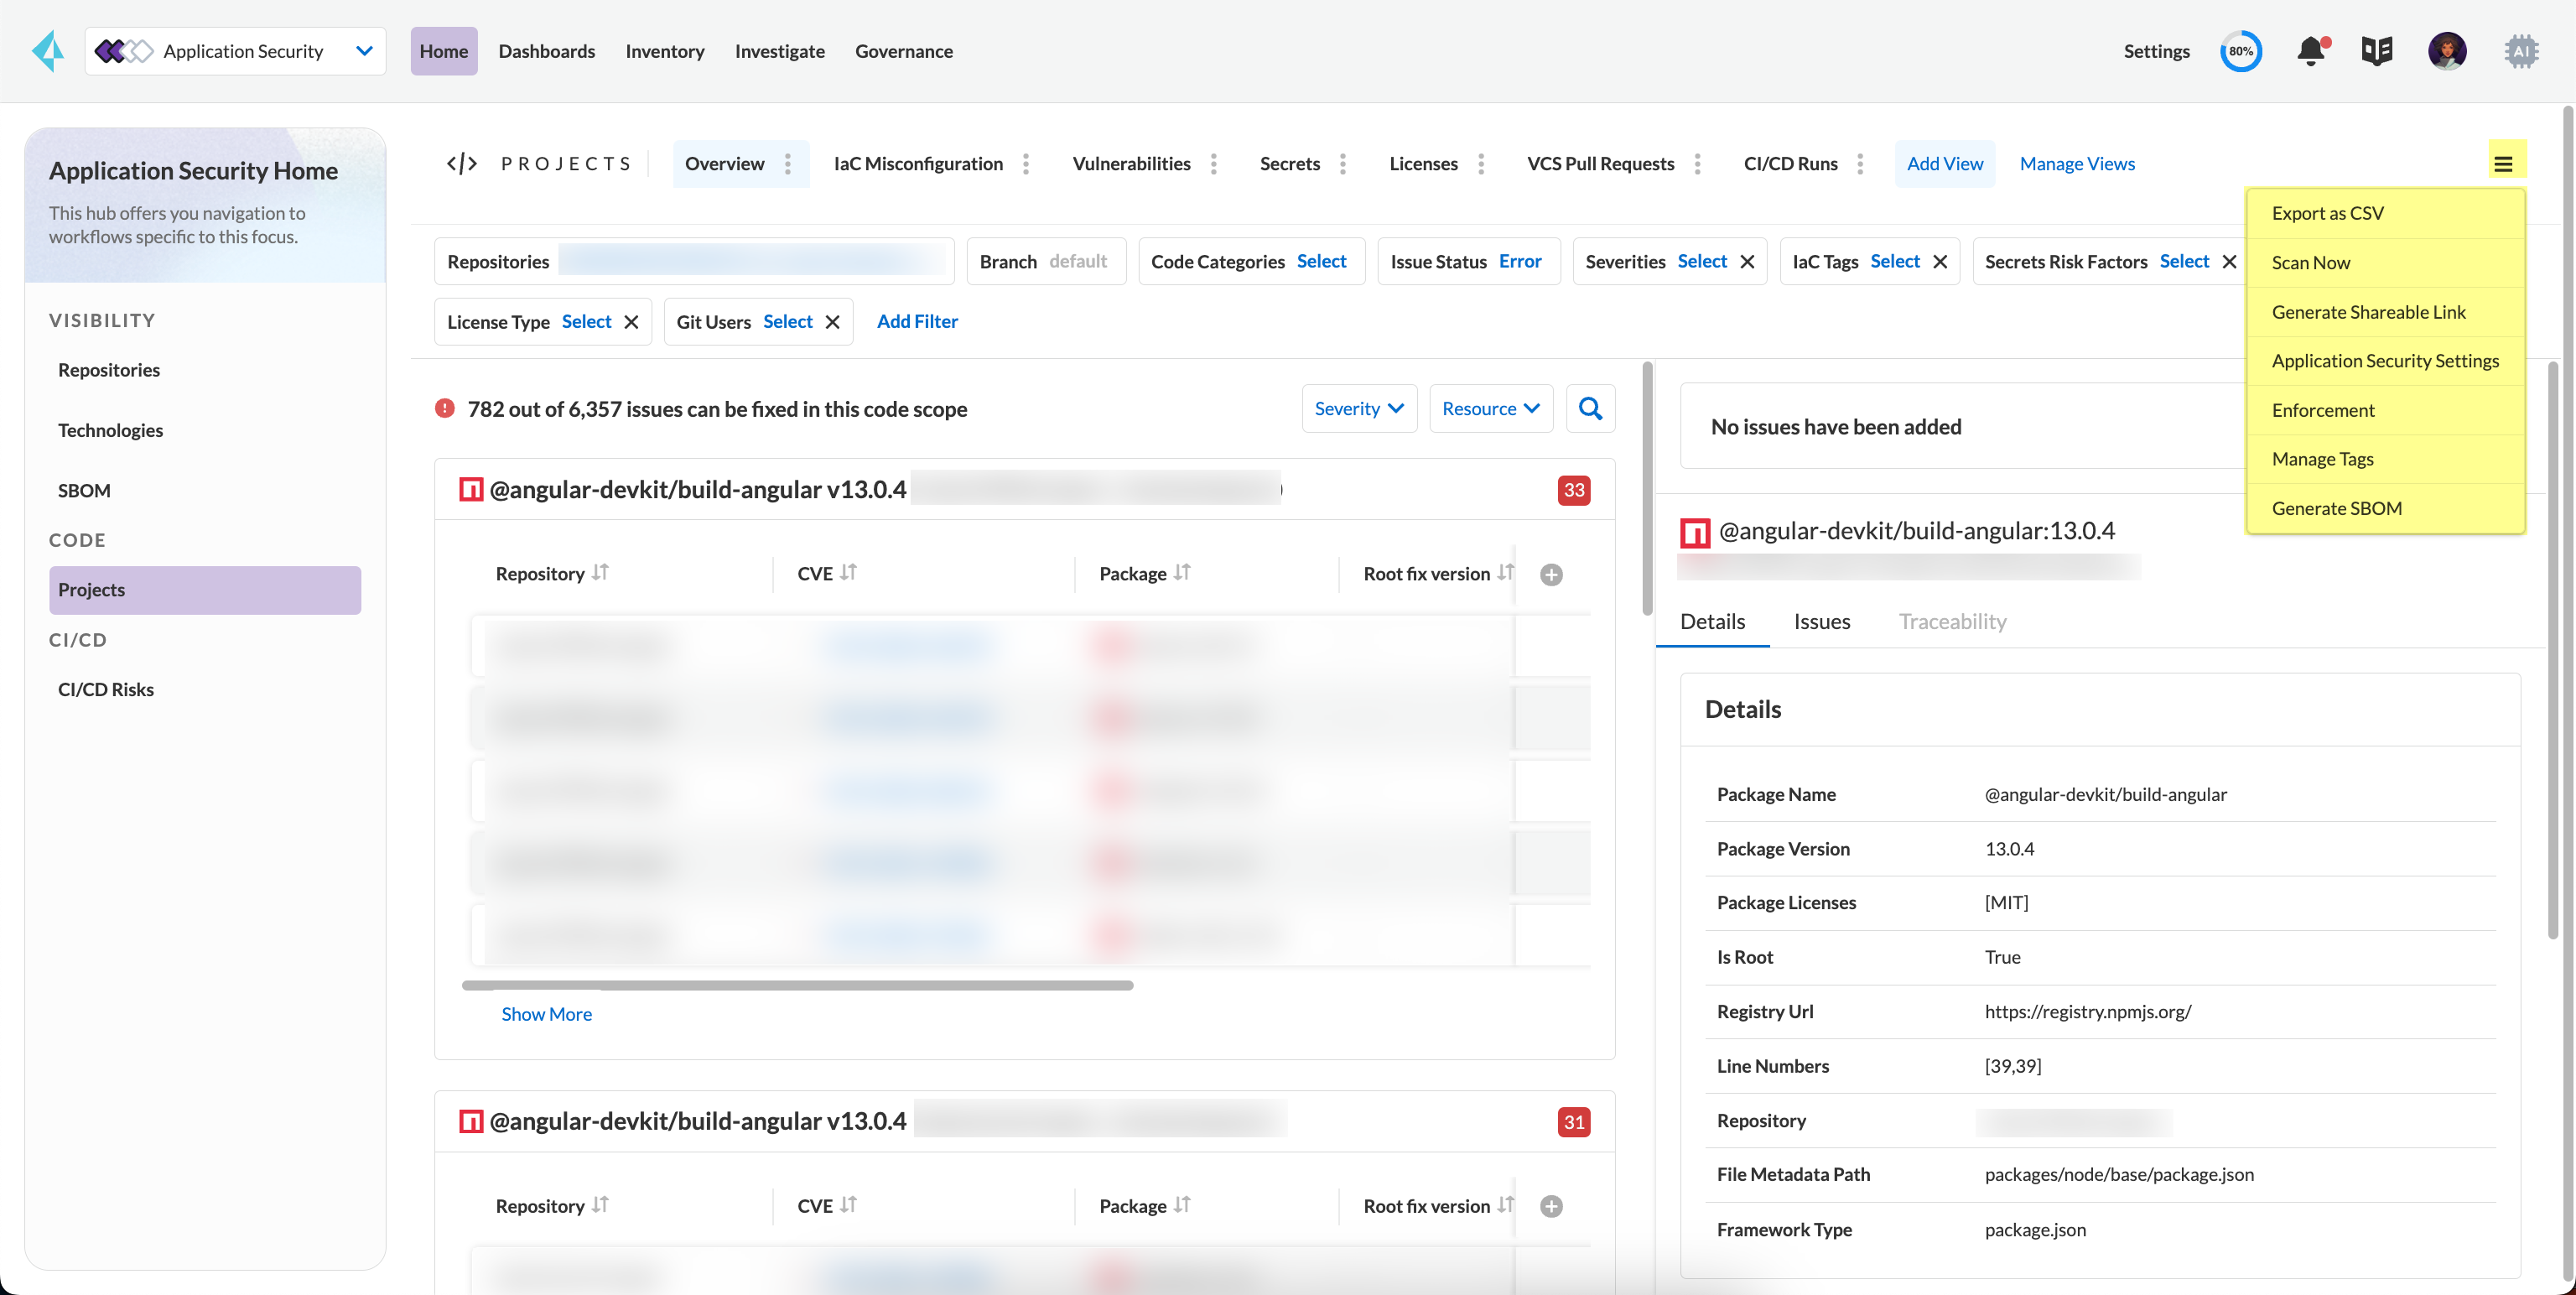 Application Security
Home
Dashboards
Inventory
Investigate
Governance
Settings
80%
AI
Application Security Home
This hub offers you navigation to
workflows specific to this focus.
VISIBILITY
Repositories
Technologies
SBOM
CODE
Projects
CI/CD
CI/CD Risks
</> PROJECTS
Overview
IaC Misconfiguration
Vulnerabilities
Secrets
Licenses
VCS Pull Requests
CI/CD Runs
Add View
Manage Views
Export as CSV
Scan Now
Generate Shareable Link
Application Security Settings
Enforcement
Manage Tags
Generate SBOM
Repositories
Branch default
Code Categories Select
Issue Status Error
Severities Select
IaC Tags Select
Secrets Risk Factors Select
License Type Select
Git Users Select
Add Filter
782 out of 6,357 issues can be fixed in this code scope
Severity
Resource
@angular-devkit/build-angular v13.0.4
33
Repository CVE Package Root fix version
Show More
@angular-devkit/build-angular v13.0.4
31
Repository CVE Package Root fix version
No issues have been added
@angular-devkit/build-angular:13.0.4
Details Issues Traceability
Details
Package Name @angular-devkit/build-angular
Package Version 13.0.4
Package Licenses [MIT]
Is Root True
Registry Url https://registry.npmjs.org/
Line Numbers [39,39]
Repository
File Metadata Path packages/node/base/package.json
Framework Type package.json